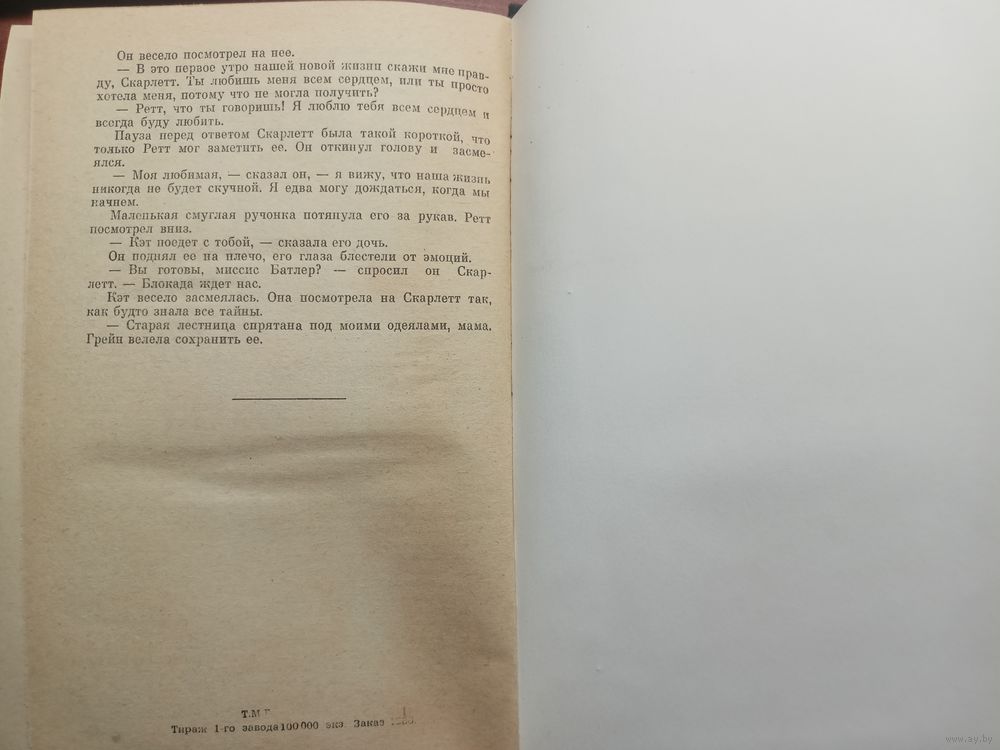 Он весело посмотрел на нее.
— В это первое утро нашей новой жизни скажи мне прав-
ду, Скарлетт. Ты любишь меня всем сердцем, или ты просто
хотела меня, потому что не могла получить?
— Ретт, что ты говоришь! Я люблю тебя всем сердцем и
всегда буду любить.
Пауза перед ответом Скарлетт была такой короткой, что
только Ретт мог заметить ее. Он откинул голову и засме-
ялся.
— Моя любимая, — сказал он, — я вижу, что наша жизнь
никогда не будет скучной. Я едва могу дождаться, когда мы
начнем.
Маленькая смуглая ручонка потянула его за рукав. Ретт
посмотрел вниз.
— Кэт поедет с тобой, — сказала его дочь.
Он поднял ее на плечо, его глаза блестели от эмоций.
— Вы готовы, миссис Батлер? — спросил он Скар-
летт. — Блокада ждет нас.
Кэт весело засмеялась. Она посмотрела на Скарлетт так,
как будто знала все тайны.
— Старая лестница спрятана под моими одеялами, мама.
Грейн велела сохранить ее.
Т.М
Тираж 1-го завода 100 000 экз. Заказ
www.ay.by